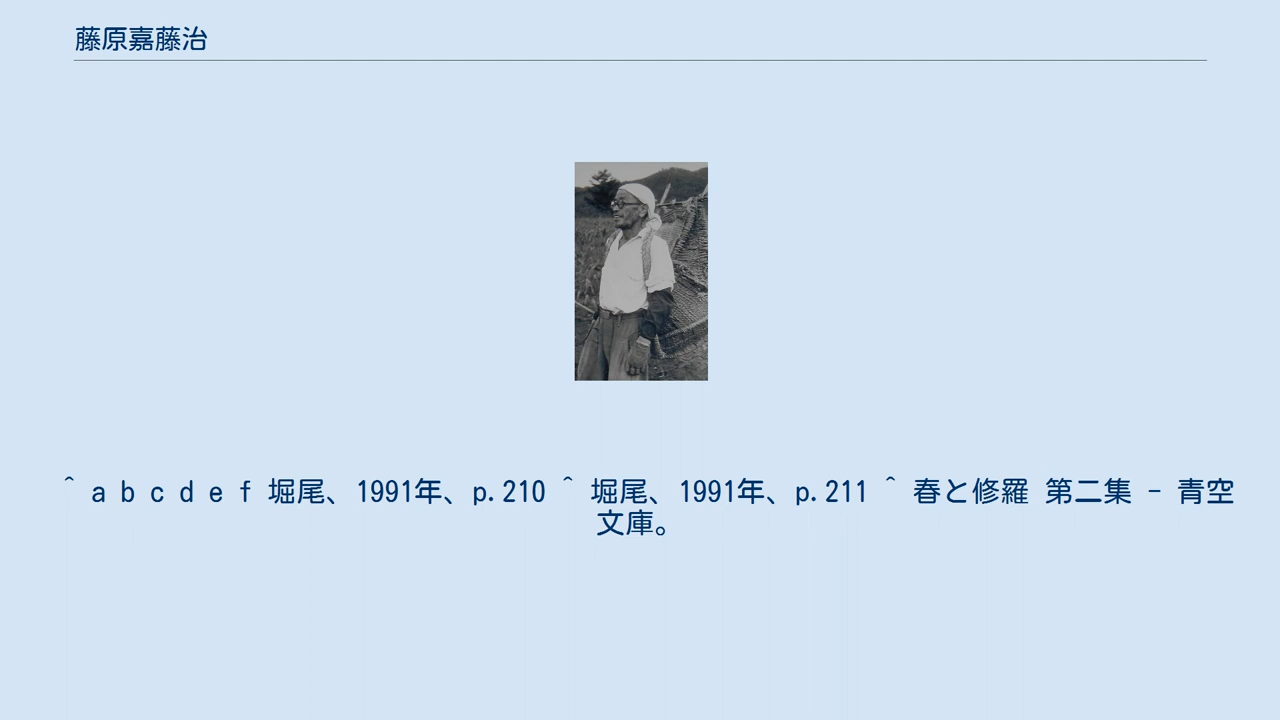 藤原嘉藤治
^ a b c d e f 堀尾、1991年、p.210 ^ 堀尾、1991年、p.211 ^ 春と修羅 第二集 - 青空
文庫。